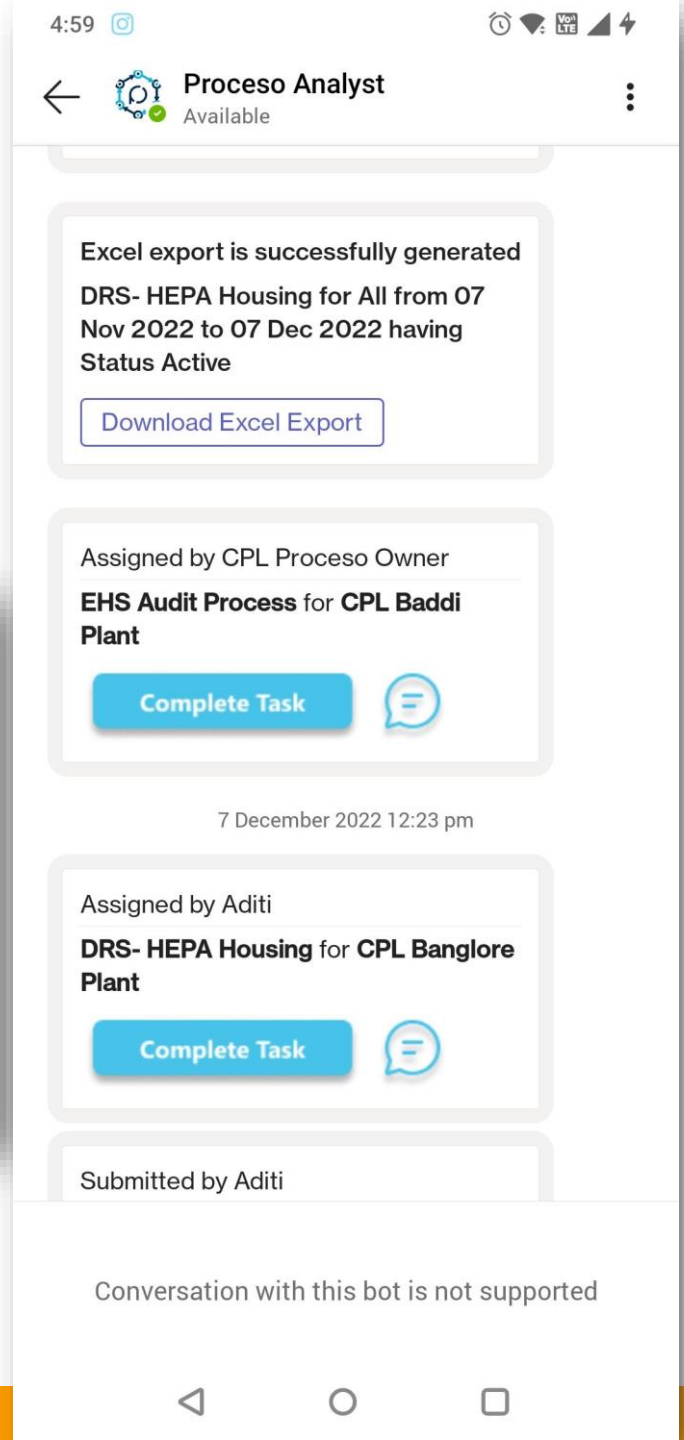 4:59
Vo))
LTE
Proceso Analyst
Available
Excel export is successfully generated
DRS- HEPA Housing for All from 07
Nov 2022 to 07 Dec 2022 having
Status Active
Download Excel Export
Assigned by CPL Proceso Owner
EHS Audit Process for CPL Baddi
Plant
Complete Task
7 December 2022 12:23 pm
Assigned by Aditi
DRS- HEPA Housing for CPL Banglore
Plant
Complete Task
Submitted by Aditi
Conversation with this bot is not supported